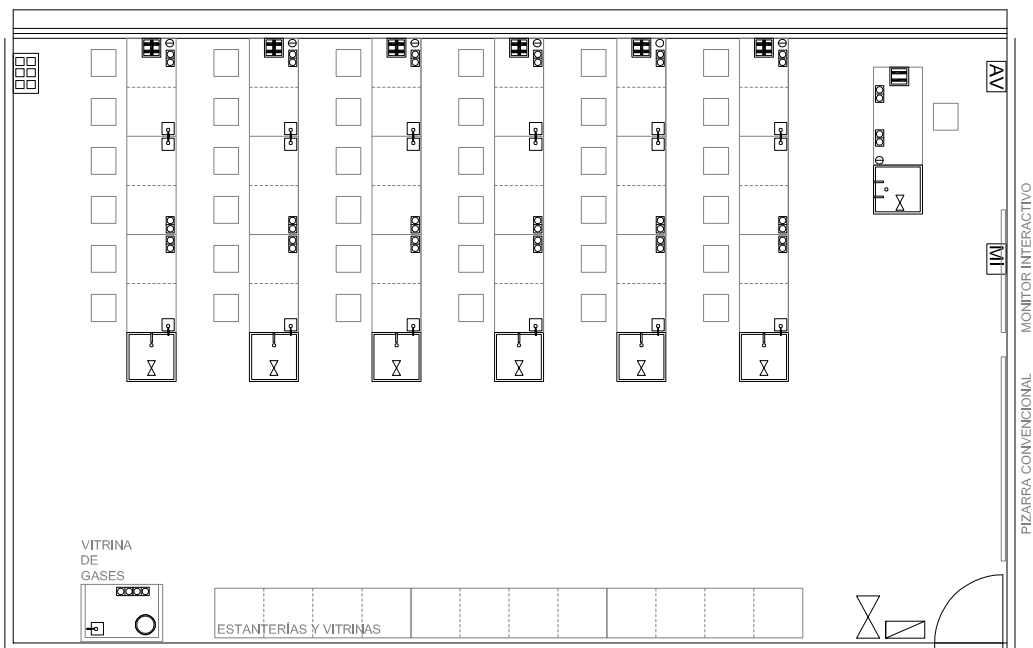 AV
MI
MONITOR INTERACTIVO
PIZARRA CONVENCIONAL
VITRINA
DE
GASES
ESTANTERÍAS Y VITRINAS